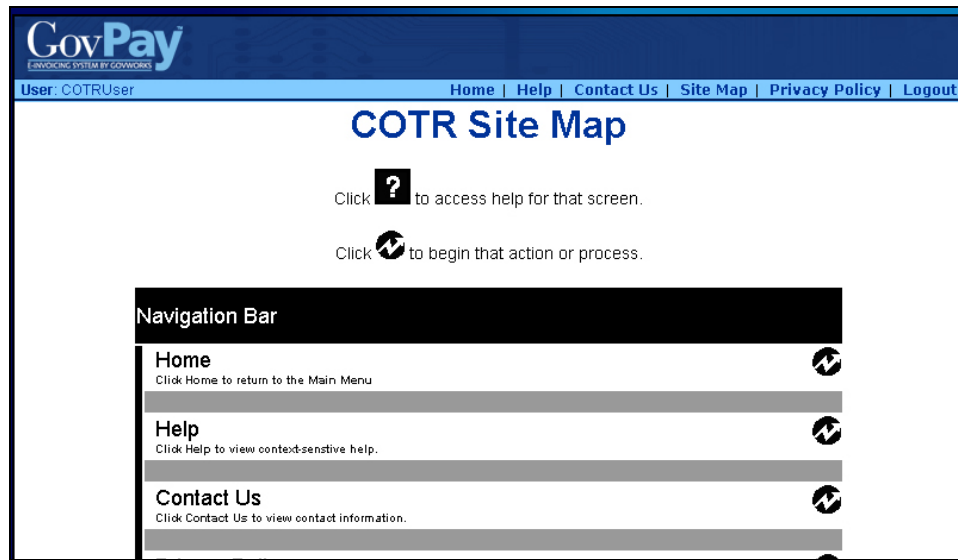 GovPay
E-INVOICING SYSTEM BY GOVWORKS
User: COTRUser
Home | Help | Contact Us | Site Map | Privacy Policy | Logout
COTR Site Map
Click ? to access help for that screen.
Click to begin that action or process.
Navigation Bar
Home
Click Home to return to the Main Menu
Help
Click Help to view context-senstive help.
Contact Us
Click Contact Us to view contact information.